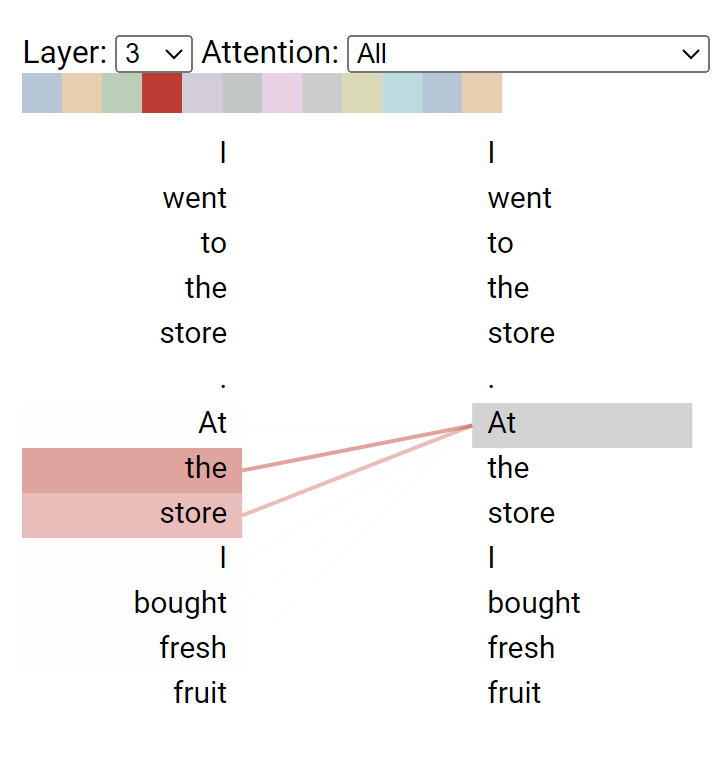 Layer: 3 Attention: All
I I
went went
to to
the the
store store
. .
At At
the the
store store
I I
bought bought
fresh fresh
fruit fruit